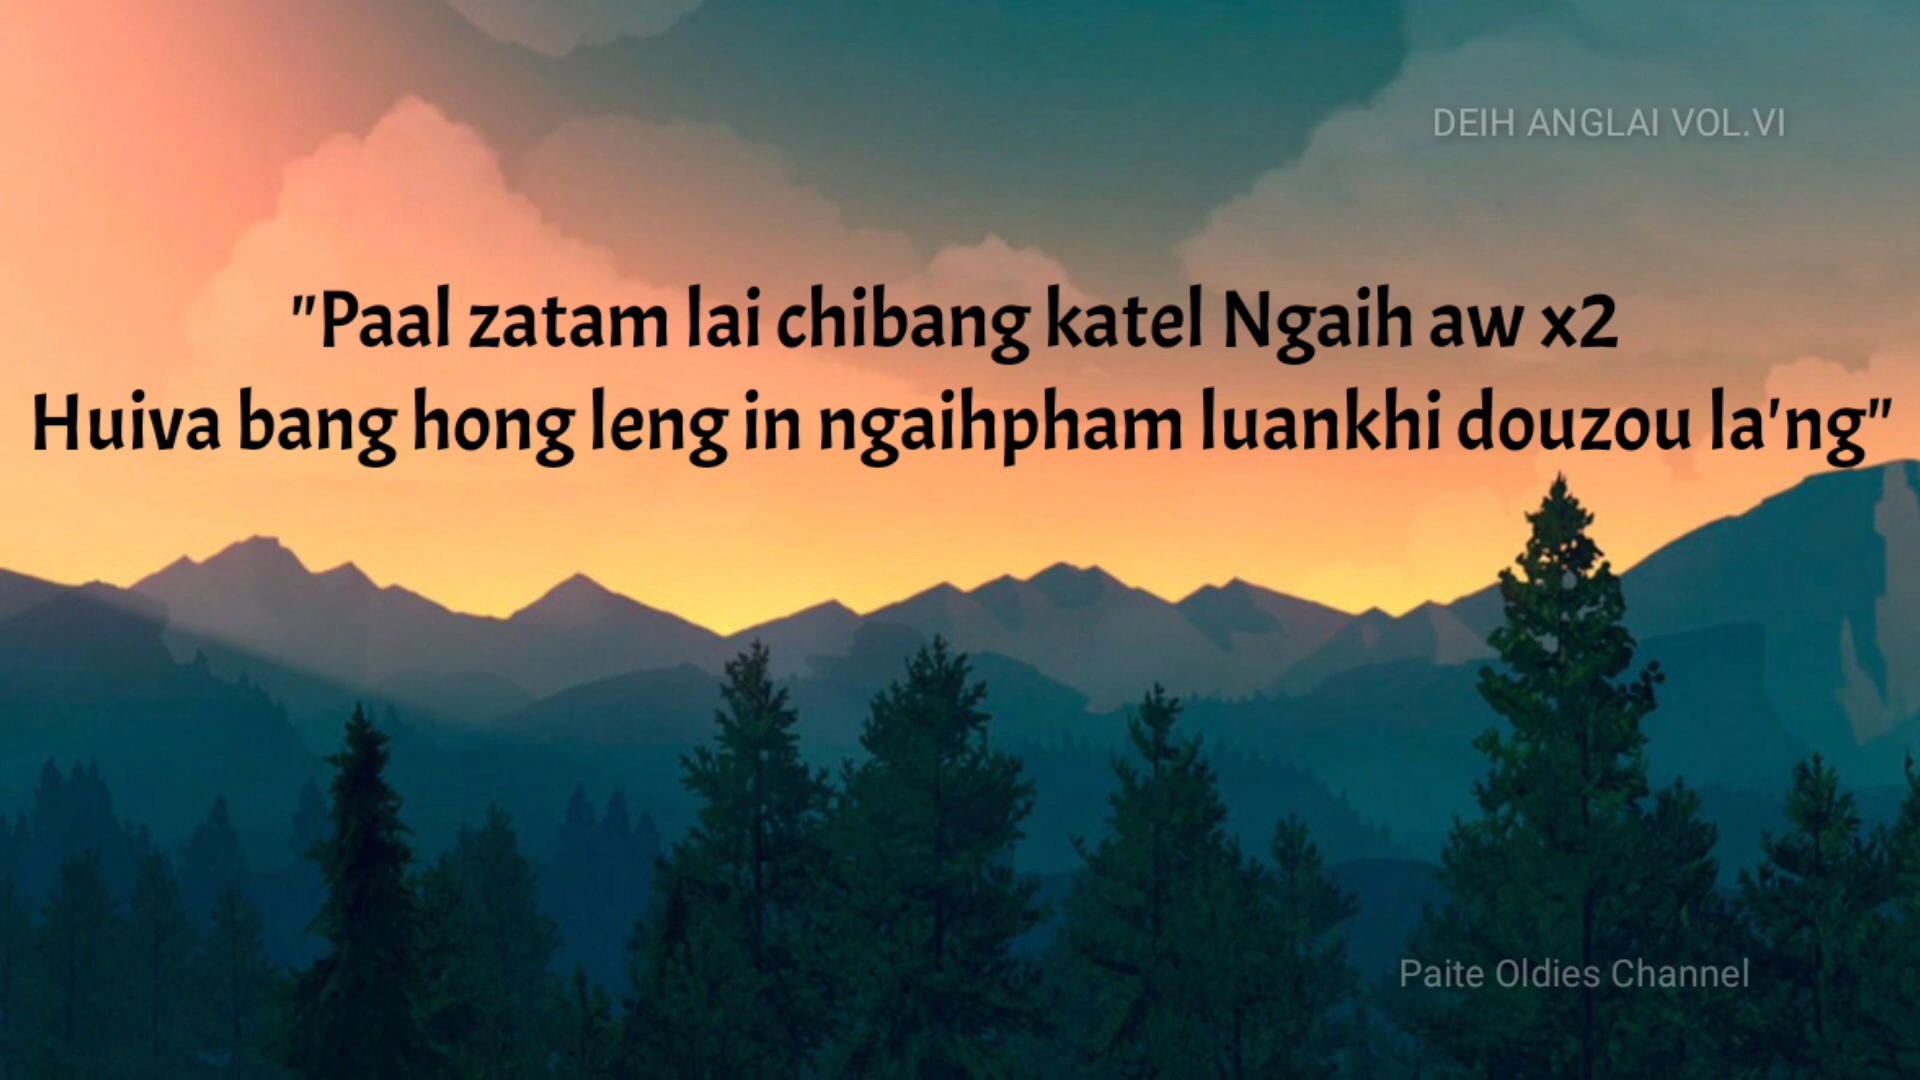 DEIH ANGLAI VOL.VI
"Paal zatam lai chibang katel Ngaih aw x2
Huiva bang hong leng in ngaihpham luankhi douzou la'ng"
Paite Oldies Channel